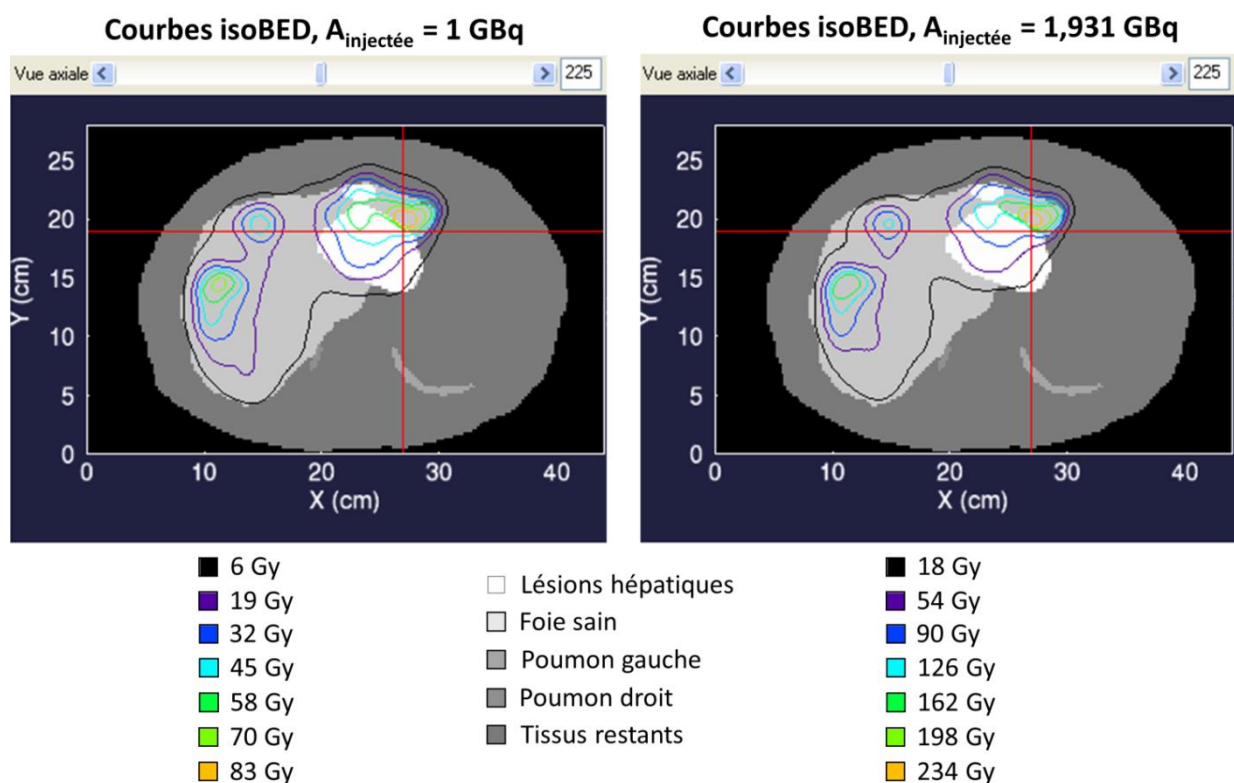 Courbes isoBED, Ainjectée = 1 GBq
Vue axiale 225
25
20
15
10
5
0
Y (cm)
0 10 20 30 40
X (cm)
6 Gy
19 Gy
32 Gy
45 Gy
58 Gy
70 Gy
83 Gy
Lésions hépatiques
Foie sain
Poumon gauche
Poumon droit
Tissus restants
Courbes isoBED, Ainjectée = 1,931 GBq
Vue axiale 225
25
20
15
10
5
0
Y (cm)
0 10 20 30 40
X (cm)
18 Gy
54 Gy
90 Gy
126 Gy
162 Gy
198 Gy
234 Gy